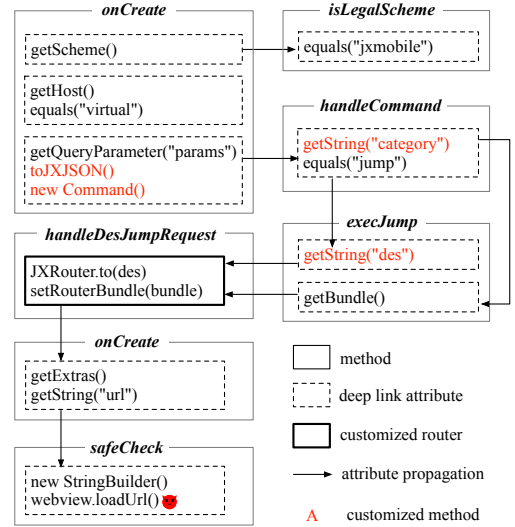 onCreate
getScheme()
getHost()
equals("virtual")
getQueryParameter("params")
toJXJSON()
new Command()
isLegalScheme
equals("jxmobile")
handleCommand
getString("category")
equals("jump")
execJump
getString("des")
getBundle()
handleDesJumpRequest
JXRouter.to(des)
setRouterBundle(bundle)
onCreate
getExtras()
getString("url")
safeCheck
new StringBuilder()
webview.loadUrl()
method
deep link attribute
customized router
attribute propagation
A customized method